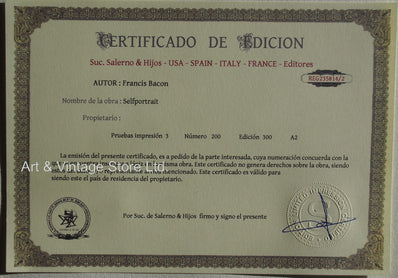 CERTIFICADO DE EDICION
Suc. Salerno & Hijos - USA - SPAIN - ITALY - FRANCE - Editores
REG235814/2
AUTOR : Francis Bacon
Nombre de la obra : Selfportrait
Propietario :
Pruebas Impresión 3 Número 200 Edición 300 A2
La emisión del presente certificado, es a pedido de la parte interesada, cuya numeración concuerda con la
misma obra. Este certificado no genera derechos sobre la obra, siendo
Art & Vintage Store Ltd.
mencionado. Este certificado es válido para
siendo este el país de residencia del propietario.
Por Suc. de Salerno & Hijos firmo y signo el presente